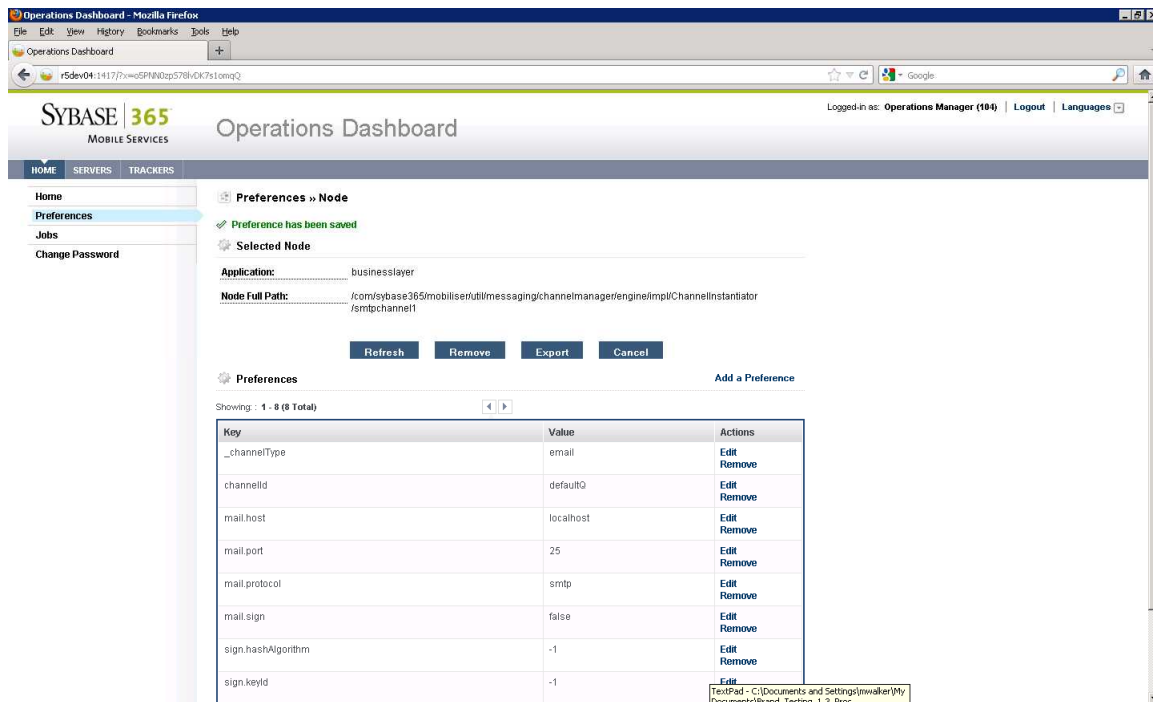 Operations Dashboard - Mozilla Firefox
File Edit View History Bookmarks Tools Help
Operations Dashboard
r5dev04:1417/?x=o5PNN0zp578lvDK7s1omqQ
Google
SYBASE 365
MOBILE SERVICES
Operations Dashboard
Logged-in as: Operations Manager (104) | Logout | Languages
HOME SERVERS TRACKERS
Home
Preferences
Jobs
Change Password
Preferences » Node
Preference has been saved
Selected Node
Application: businesslayer
Node Full Path: /com/sybase365/mobiliser/util/messaging/channelmanager/engine/impl/ChannelInstantiator
/smtpchannel1
Refresh Remove Export Cancel
Preferences
Add a Preference
Showing: : 1 - 8 (8 Total)
Key Value Actions
_channelType email Edit
Remove
channelId defaultQ Edit
Remove
mail.host localhost Edit
Remove
mail.port 25 Edit
Remove
mail.protocol smtp Edit
Remove
mail.sign false Edit
Remove
sign.hashAlgorithm -1 Edit
Remove
sign.keyId -1 Edit
TextPad - C:\Documents and Settings\mwalker\My